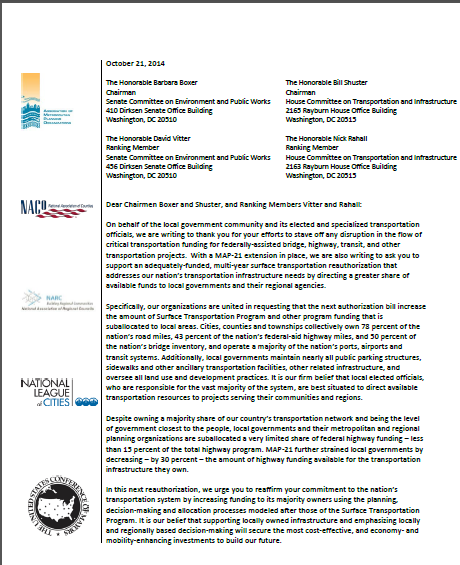 October 21, 2014
The Honorable Barbara Boxer
Chairman
Senate Committee on Environment and Public Works
410 Dirksen Senate Office Building
Washington, DC 20510
The Honorable Bill Shuster
Chairman
House Committee on Transportation and Infrastructure
2165 Rayburn House Office Building
Washington, DC 20515
The Honorable David Vitter
Ranking Member
Senate Committee on Environment and Public Works
456 Dirksen Senate Office Building
Washington, DC 20510
The Honorable Nick Rahall
Ranking Member
House Committee on Transportation and Infrastructure
2163 Rayburn House Office Building
Washington, DC 20515
Association of
Metropolitan
Planning
Organizations
NACo National Association of Counties
NARC
Building Regional Communities
National Association of Regional Councils
NATIONAL
LEAGUE
of CITIES
THE UNITED STATES CONFERENCE OF MAYORS
Dear Chairmen Boxer and Shuster, and Ranking Members Vitter and Rahall:
On behalf of the local government community and its elected and specialized transportation
officials, we are writing to thank you for your efforts to stave off any disruption in the flow of
critical transportation funding for federally-assisted bridge, highway, transit, and other
transportation projects.  With a MAP-21 extension in place, we are also writing to ask you to
support an adequately-funded, multi-year surface transportation reauthorization that
addresses our nation's transportation infrastructure needs by directing a greater share of
available funds to local governments and their regional agencies.
Specifically, our organizations are united in requesting that the next authorization bill increase
the amount of Surface Transportation Program and other program funding that is
suballocated to local areas. Cities, counties and townships collectively own 78 percent of the
nation's road miles, 43 percent of the nation's federal-aid highway miles, and 50 percent of
the nation's bridge inventory, and operate a majority of the nation's ports, airports and
transit systems. Additionally, local governments maintain nearly all public parking structures,
sidewalks and other ancillary transportation facilities, other related infrastructure, and
oversee all land use and development practices. It is our firm belief that local elected officials,
who are responsible for the vast majority of the system, are best situated to direct available
transportation resources to projects serving their communities and regions.
Despite owning a majority share of our country's transportation network and being the level
of government closest to the people, local governments and their metropolitan and regional
planning organizations are suballocated a very limited share of federal highway funding – less
than 15 percent of the total highway program. MAP-21 further strained local governments by
decreasing – by 30 percent – the amount of highway funding available for the transportation
infrastructure they own.
In this next reauthorization, we urge you to reaffirm your commitment to the nation's
transportation system by increasing funding to its majority owners using the planning,
decision-making and allocation processes modeled after those of the Surface Transportation
Program. It is our belief that supporting locally owned infrastructure and emphasizing locally
and regionally based decision-making will secure the most cost-effective, and economy- and
mobility-enhancing investments to build our future.